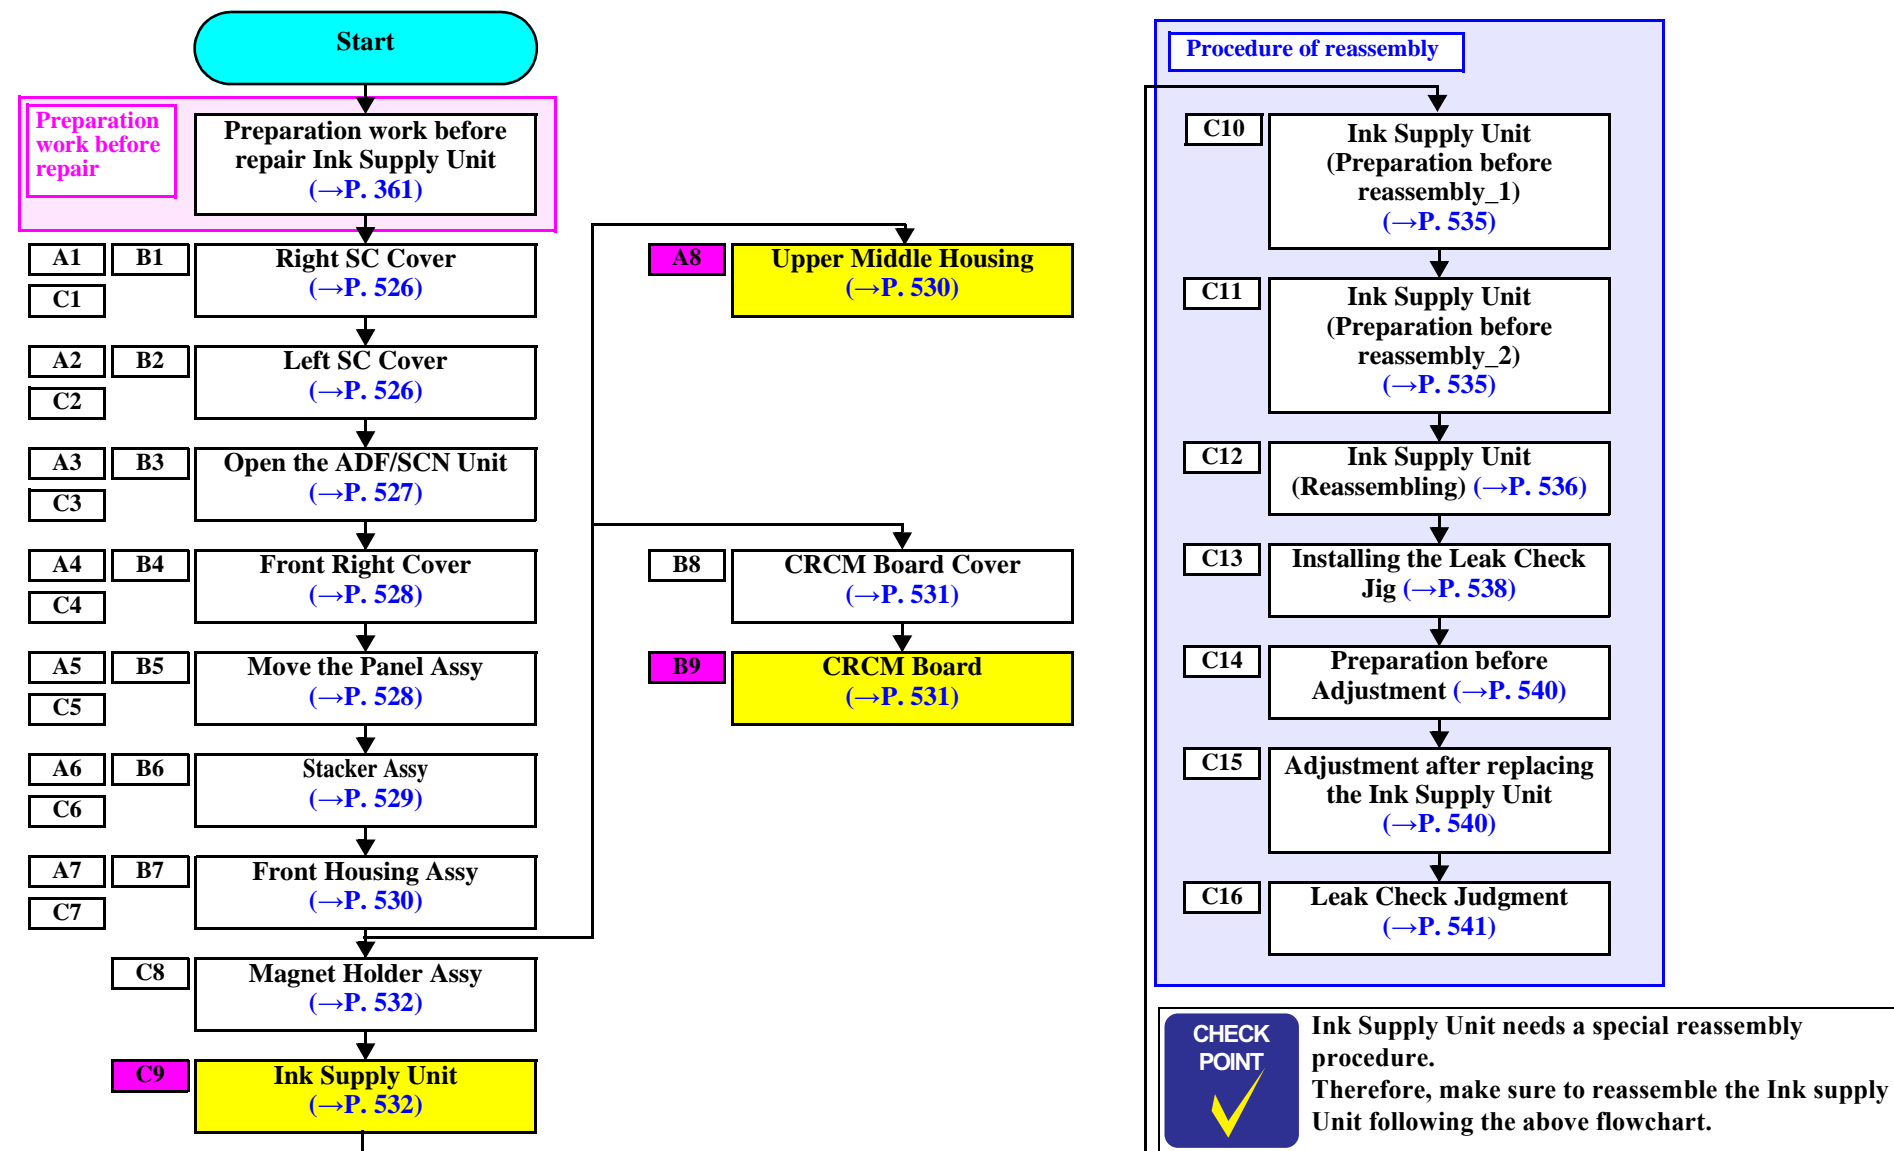 Start
Preparation
work before
repair
Preparation work before
repair Ink Supply Unit
(→P. 361)
A1
B1
C1
Right SC Cover
(→P. 526)
A2
B2
C2
Left SC Cover
(→P. 526)
A3
B3
C3
Open the ADF/SCN Unit
(→P. 527)
A4
B4
C4
Front Right Cover
(→P. 528)
A5
B5
C5
Move the Panel Assy
(→P. 528)
A6
B6
C6
Stacker Assy
(→P. 529)
A7
B7
C7
Front Housing Assy
(→P. 530)
C8
Magnet Holder Assy
(→P. 532)
C9
Ink Supply Unit
(→P. 532)
A8
Upper Middle Housing
(→P. 530)
B8
CRCM Board Cover
(→P. 531)
B9
CRCM Board
(→P. 531)
Procedure of reassembly
C10
Ink Supply Unit
(Preparation before
reassembly_1)
(→P. 535)
C11
Ink Supply Unit
(Preparation before
reassembly_2)
(→P. 535)
C12
Ink Supply Unit
(Reassembling) (→P. 536)
C13
Installing the Leak Check
Jig (→P. 538)
C14
Preparation before
Adjustment (→P. 540)
C15
Adjustment after replacing
the Ink Supply Unit
(→P. 540)
C16
Leak Check Judgment
(→P. 541)
CHECK
POINT
Ink Supply Unit needs a special reassembly
procedure.
Therefore, make sure to reassemble the Ink supply
Unit following the above flowchart.